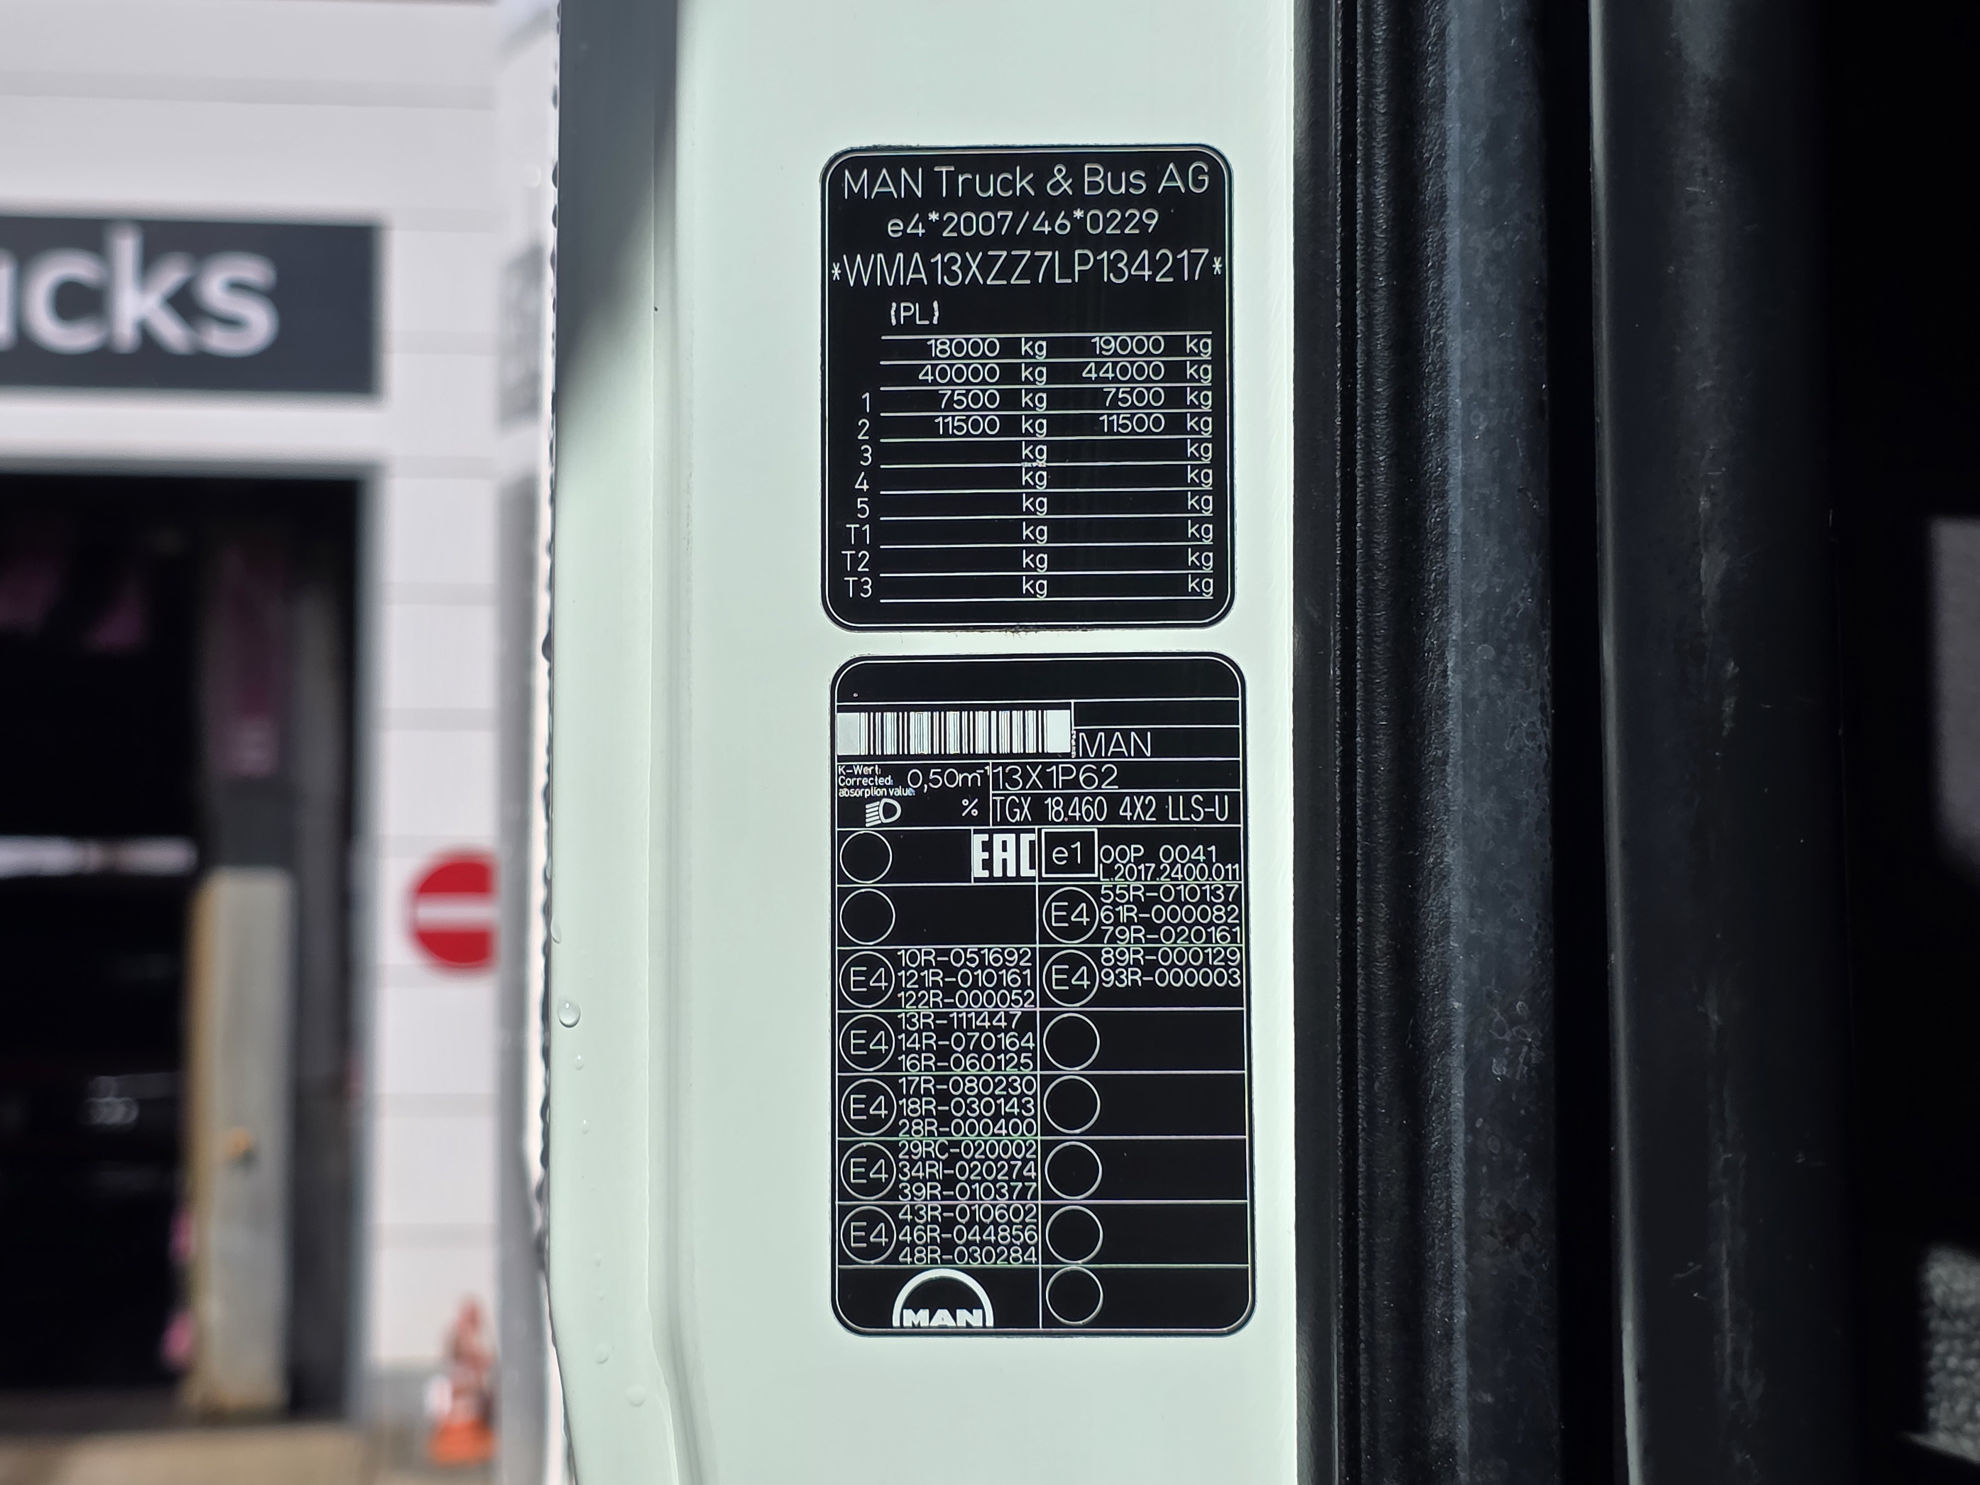 ucks
MAN Truck & Bus AG
e4*2007/46*0229
*WMA13XZZ7LP134217*
(PL)
18000 kg 19000 kg
40000 kg 44000 kg
1 7500 kg 7500 kg
2 11500 kg 11500 kg
3 kg kg
4 kg kg
5 kg kg
T1 kg kg
T2 kg kg
T3 kg kg
MAN
K-Wert: Corrected absorption value: 0,50m-1 13X1P62
% TGX 18.460 4X2 LLS-U
EAC e1 00P 0041
L.2017.2400.011
E4 55R-010137
61R-000082
79R-020161
E4 10R-051692
121R-010161
122R-000052
E4 89R-000129
93R-000003
E4 13R-111447
14R-070164
16R-060125
E4 17R-080230
18R-030143
28R-000400
E4 29RC-020002
34RI-020274
39R-010377
E4 43R-010602
46R-044856
48R-030284
MAN